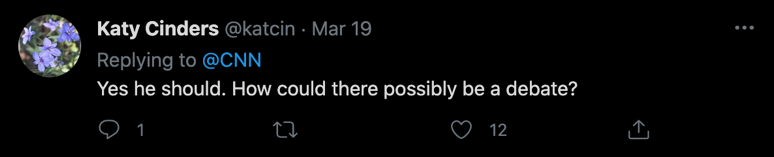 Katy Cinders @katcin · Mar 19
Replying to @CNN
Yes he should. How could there possibly be a debate?
1 12